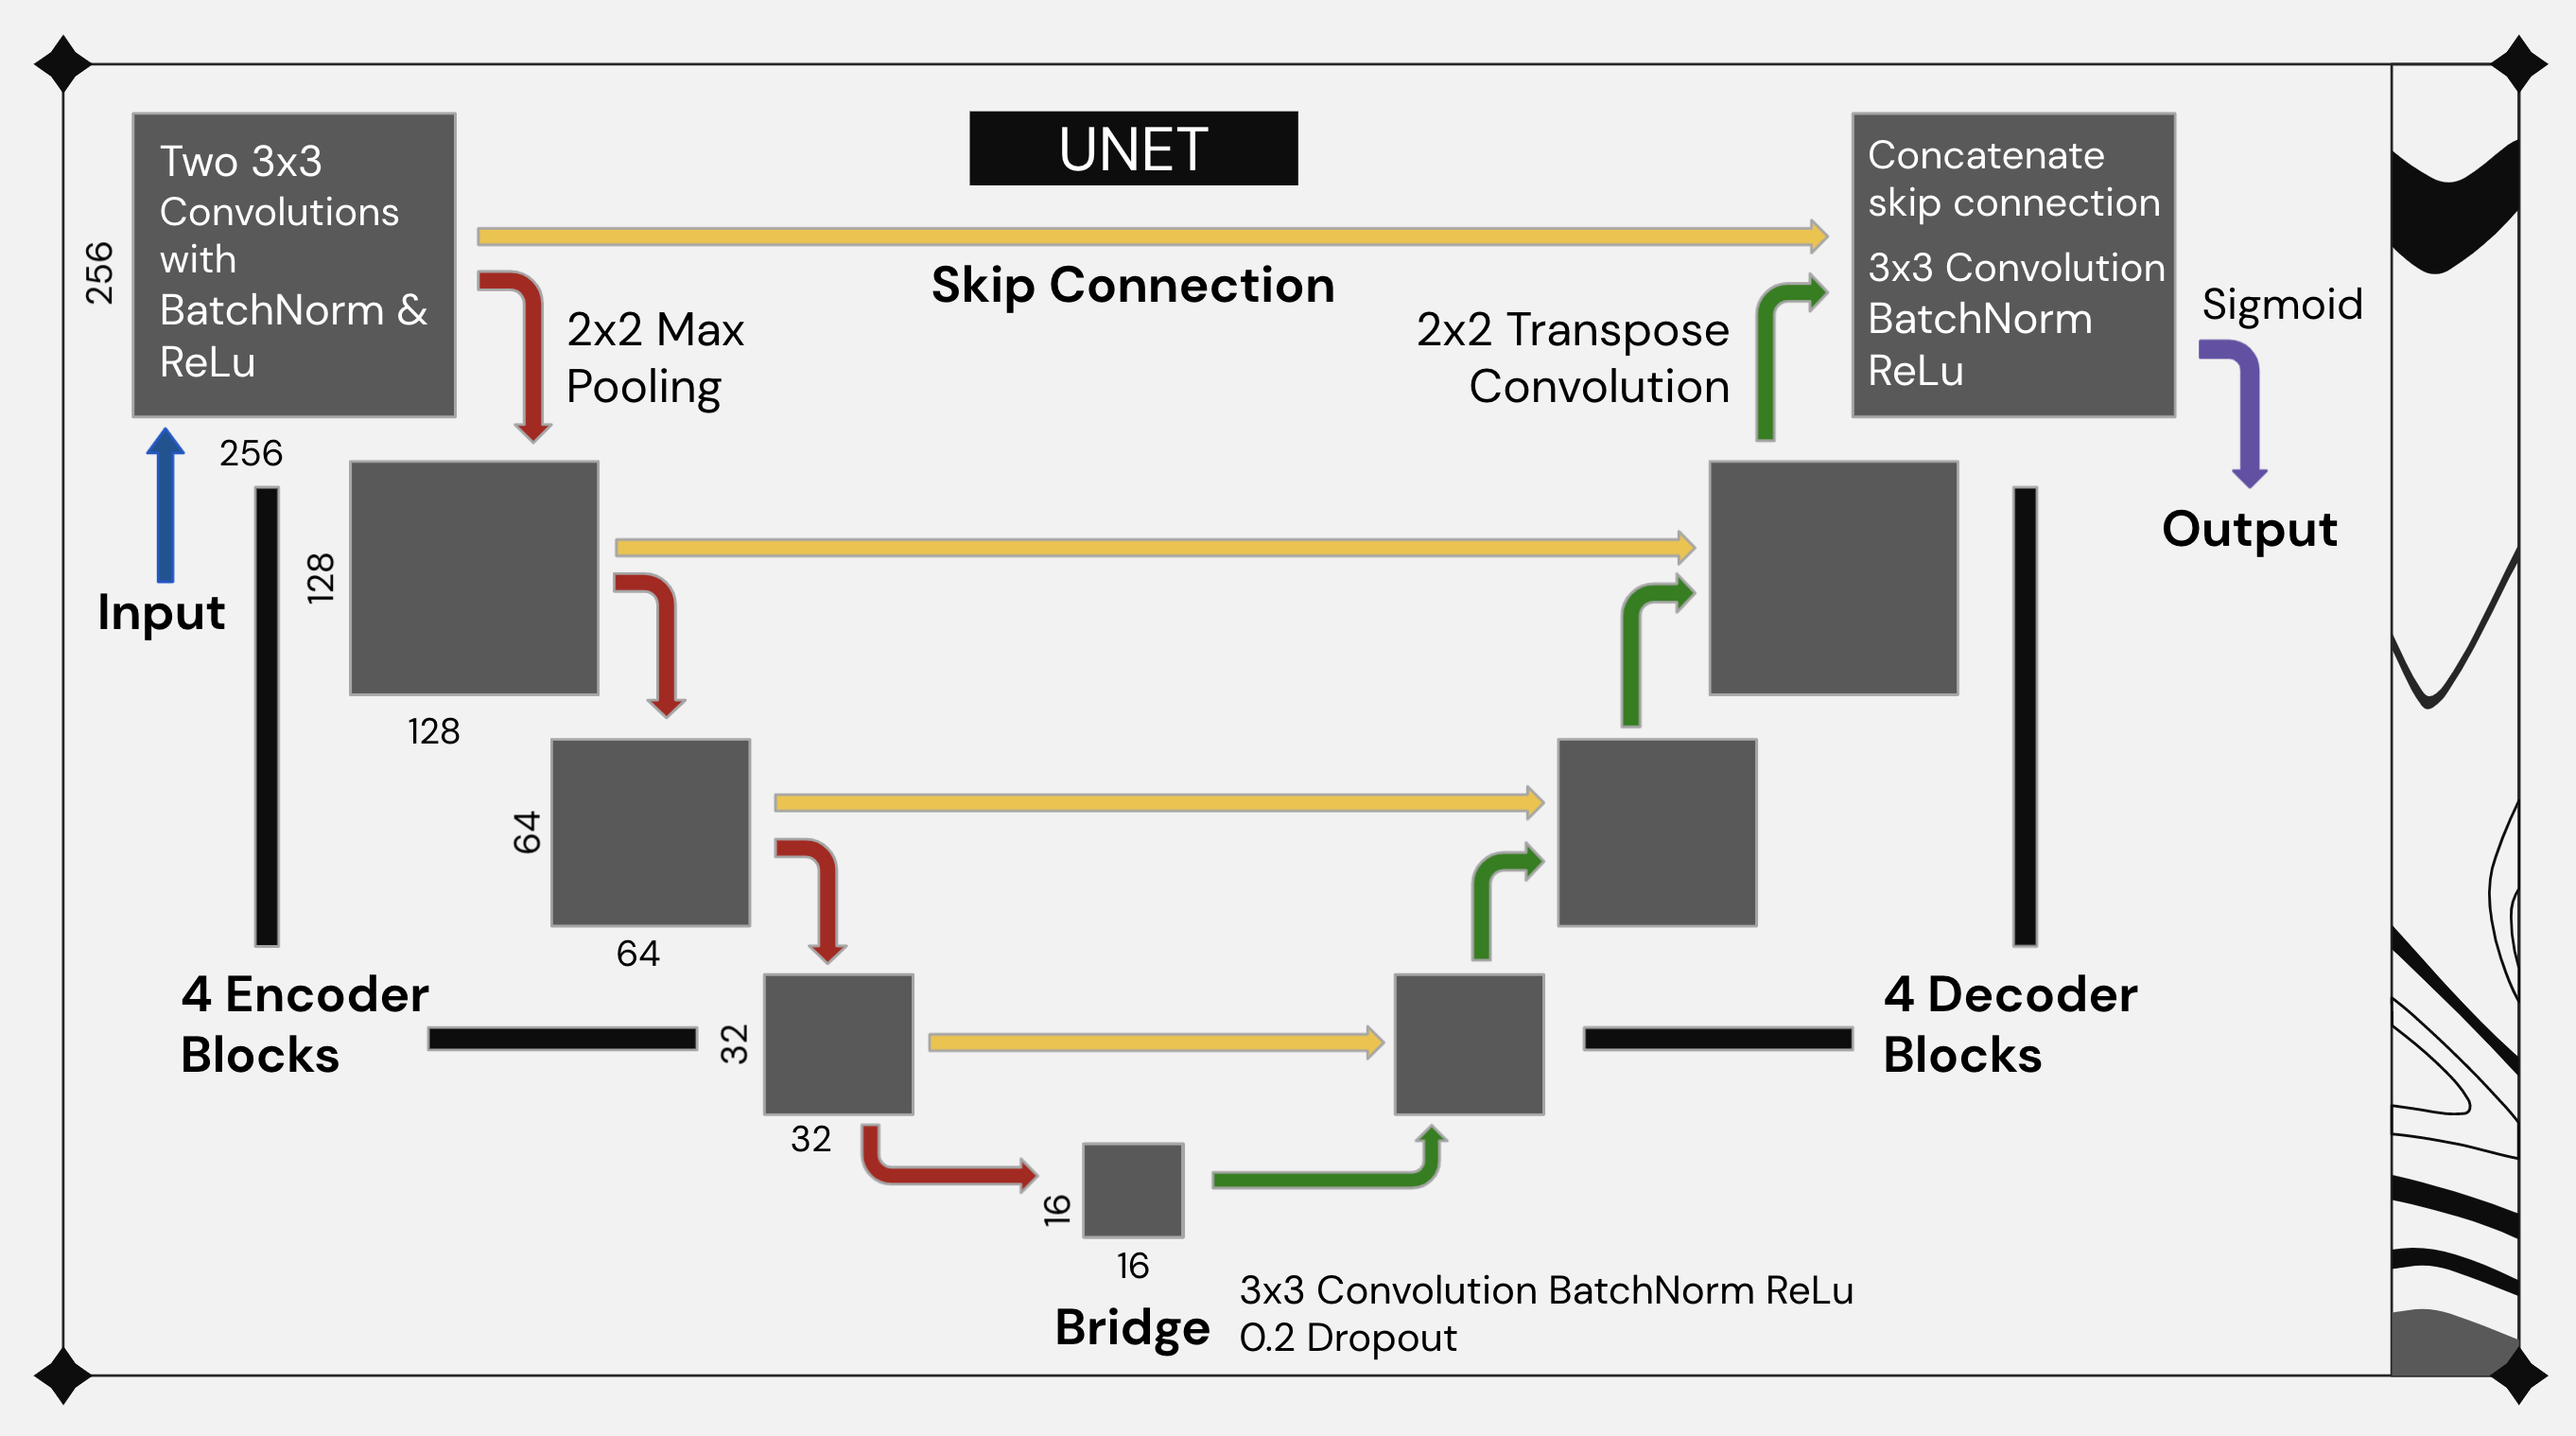 UNET
Two 3x3
Convolutions
with
BatchNorm &
ReLu
256
256
Input
2x2 Max
Pooling
Skip Connection
2x2 Transpose
Convolution
Concatenate
skip connection
3x3 Convolution
BatchNorm
ReLu
Sigmoid
Output
128
128
64
64
4 Encoder
Blocks
32
32
4 Decoder
Blocks
16
16
Bridge
3x3 Convolution BatchNorm ReLu
0.2 Dropout